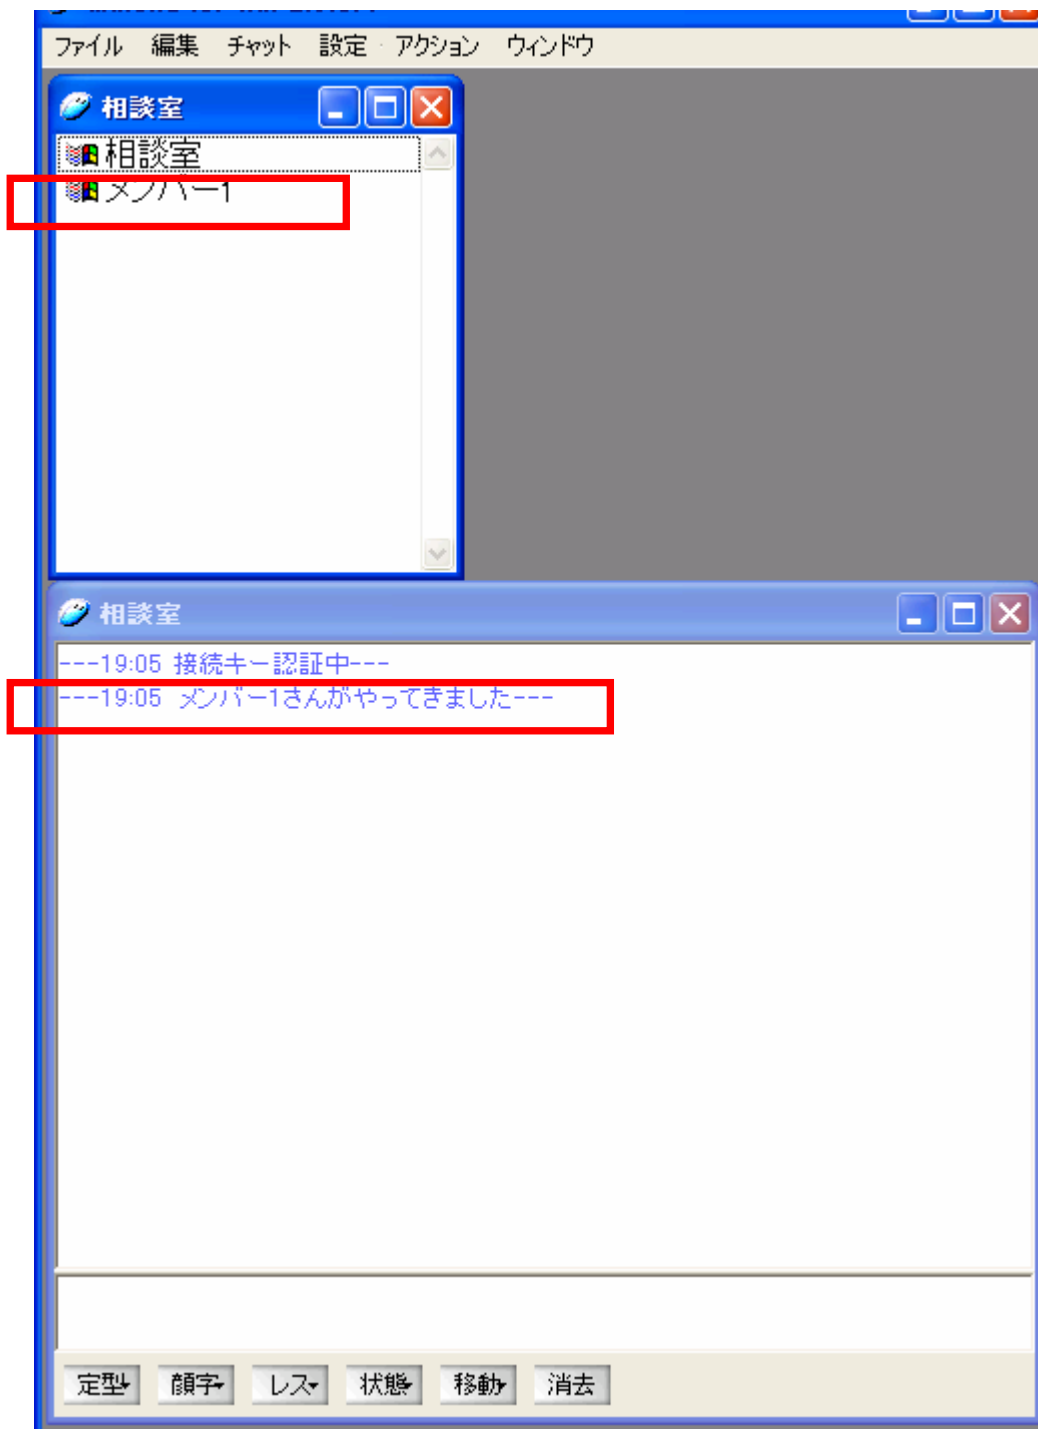 ファイル 編集 チャット 設定 アクション ウィンドウ
相談室
相談室
メンバー1
相談室
---19:05 接続キー認証中---
---19:05 メンバー1さんがやってきました---
定型 顔字 レス 状態 移動 消去